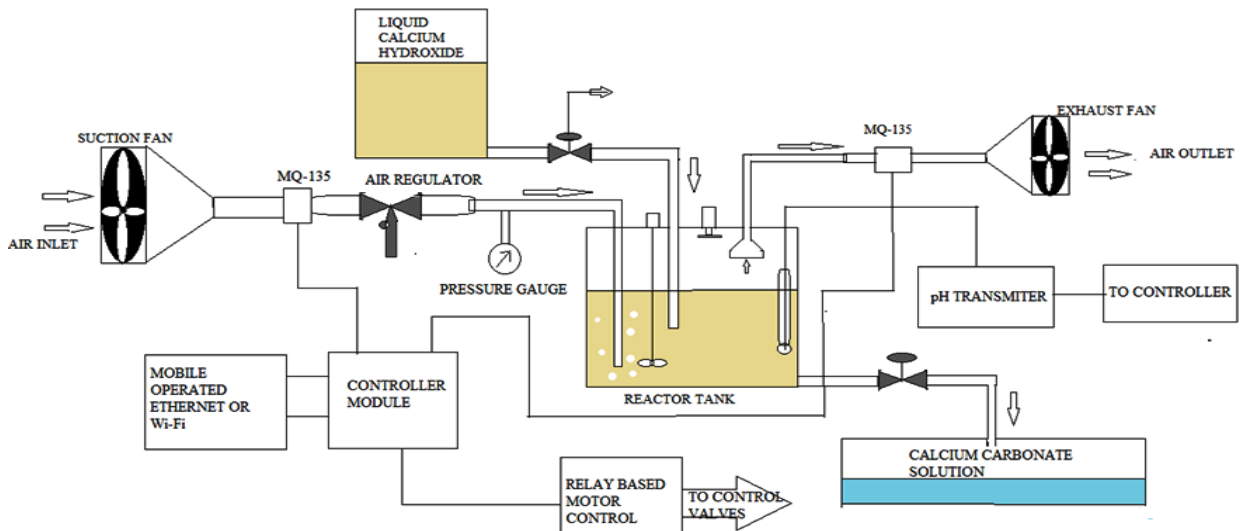 LIQUID
CALCIUM
HYDROXIDE
SUCTION FAN
EXHAUST FAN
MQ-135
AIR OUTLET
MQ-135
AIR REGULATOR
AIR INLET
PRESSURE GAUGE
pH TRANSMITER
TO CONTROLLER
MOBILE
OPERATED
ETHERNET OR
Wi-Fi
CONTROLLER
MODULE
REACTOR TANK
CALCIUM CARBONATE
SOLUTION
RELAY BASED
MOTOR
CONTROL
TO CONTROL
VALVES